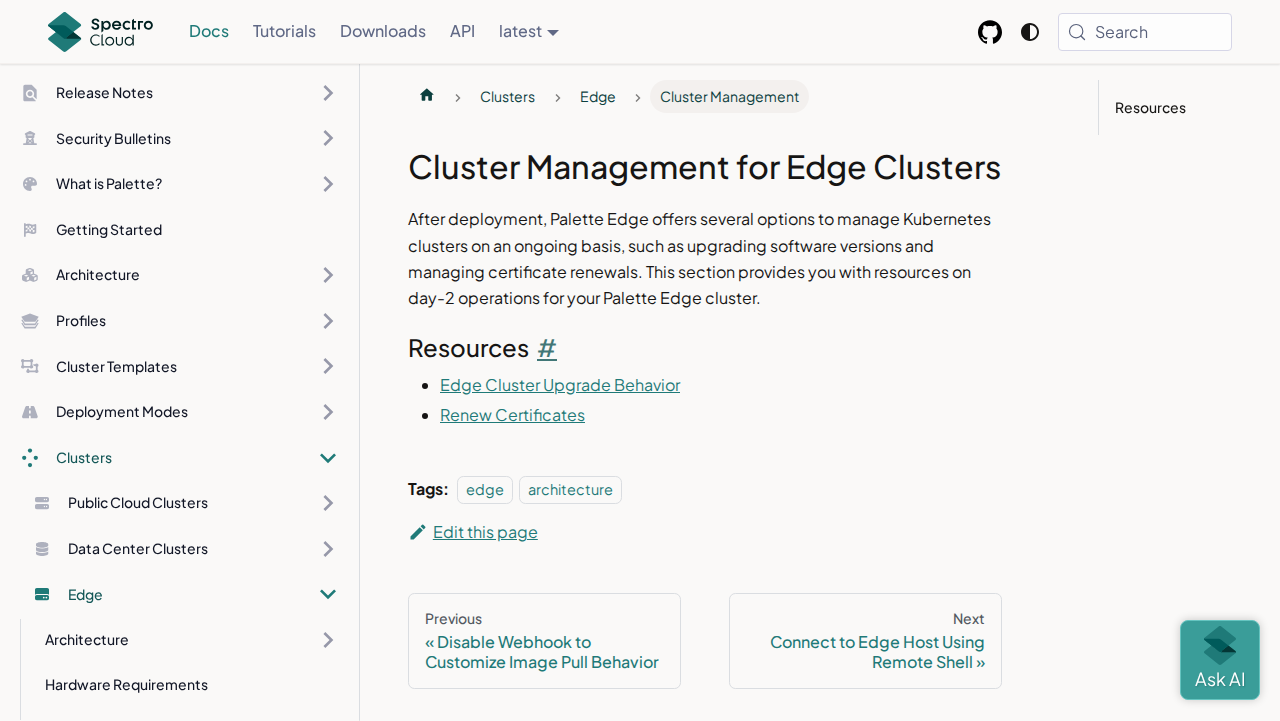 Spectro
Cloud
Docs
Tutorials
Downloads
API
latest
Search
Release Notes
Security Bulletins
What is Palette?
Getting Started
Architecture
Profiles
Cluster Templates
Deployment Modes
Clusters
Public Cloud Clusters
Data Center Clusters
Edge
Architecture
Hardware Requirements
Clusters
Edge
Cluster Management
Cluster Management for Edge Clusters
After deployment, Palette Edge offers several options to manage Kubernetes
clusters on an ongoing basis, such as upgrading software versions and
managing certificate renewals. This section provides you with resources on
day-2 operations for your Palette Edge cluster.
Resources #
Edge Cluster Upgrade Behavior
Renew Certificates
Tags: edge architecture
Edit this page
Previous
« Disable Webhook to
Customize Image Pull Behavior
Next
Connect to Edge Host Using
Remote Shell »
Resources
Ask AI